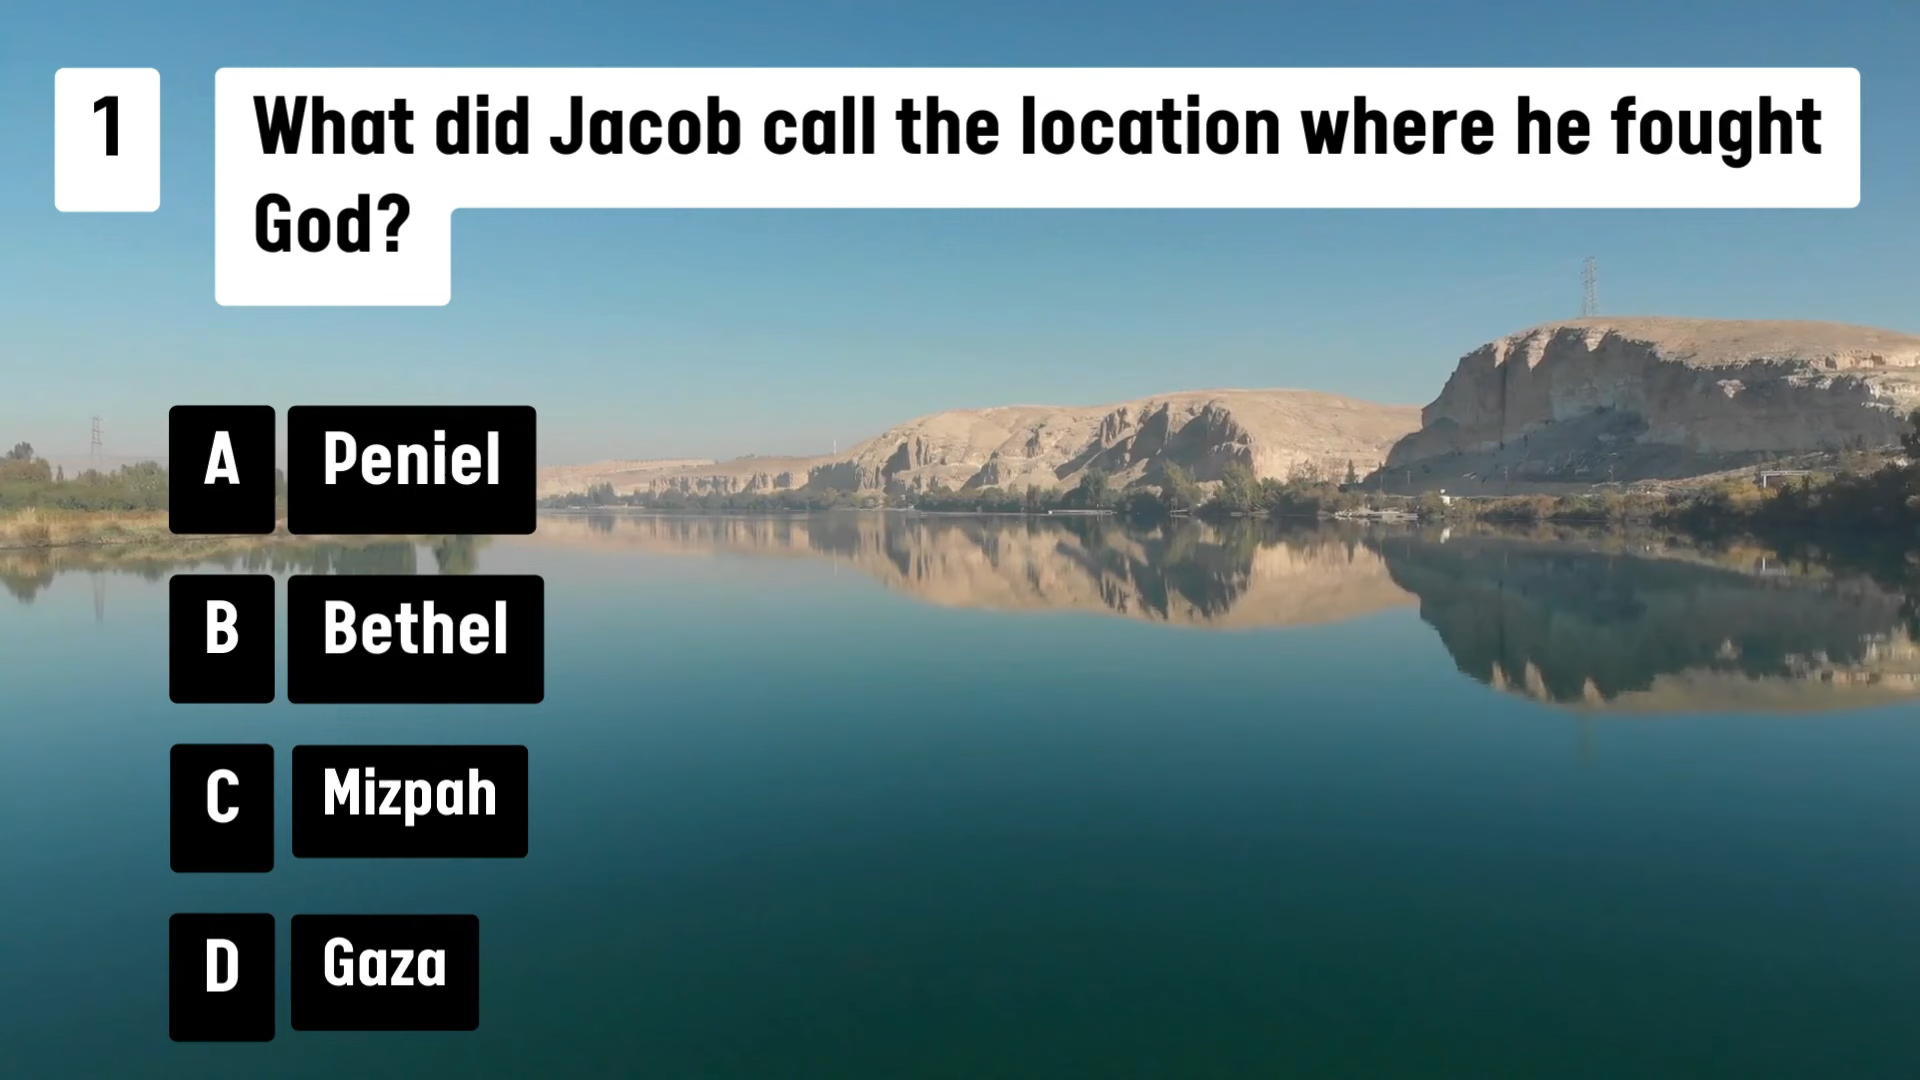 1
What did Jacob call the location where he fought
God?
A Peniel
B Bethel
C Mizpah
D Gaza